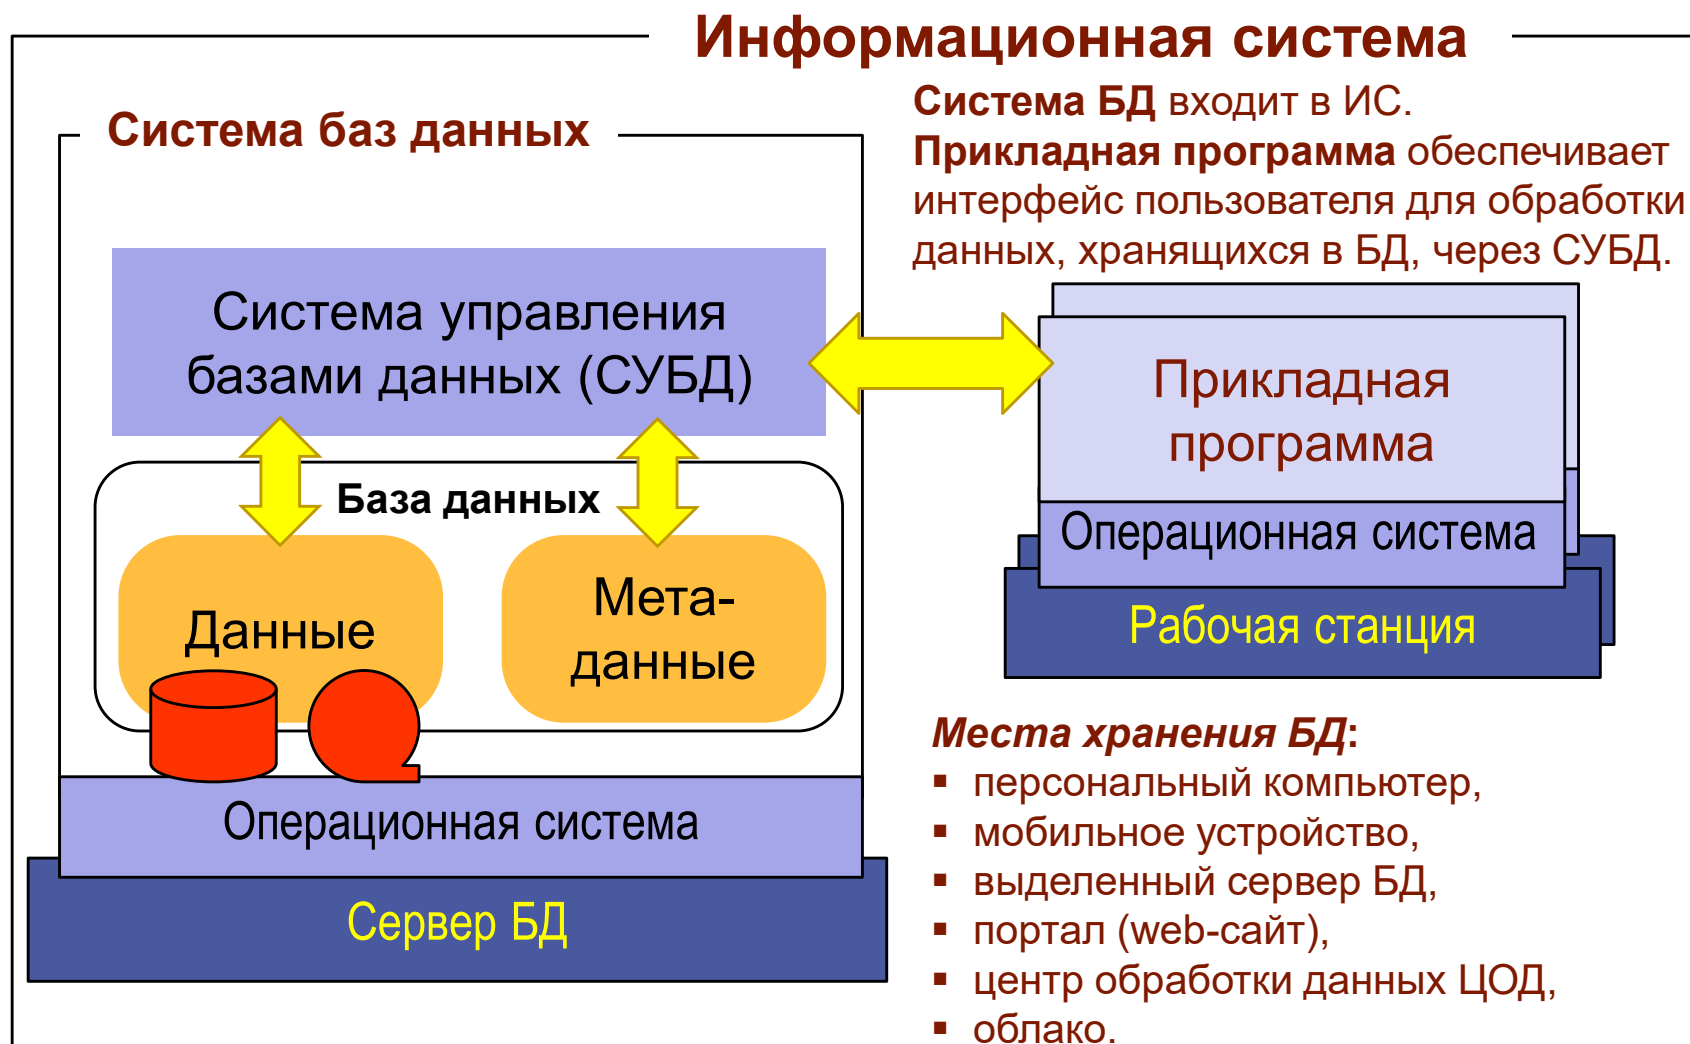 Информационная система
Система баз данных
Система БД входит в ИС.
Прикладная программа обеспечивает
интерфейс пользователя для обработки
данных, хранящихся в БД, через СУБД.
Система управления
базами данных (СУБД)
База данных
Данные
Мета-
данные
Операционная система
Сервер БД
Прикладная
программа
Операционная система
Рабочая станция
Места хранения БД:
▪ персональный компьютер,
▪ мобильное устройство,
▪ выделенный сервер БД,
▪ портал (web-сайт),
▪ центр обработки данных ЦОД,
▪ облако.